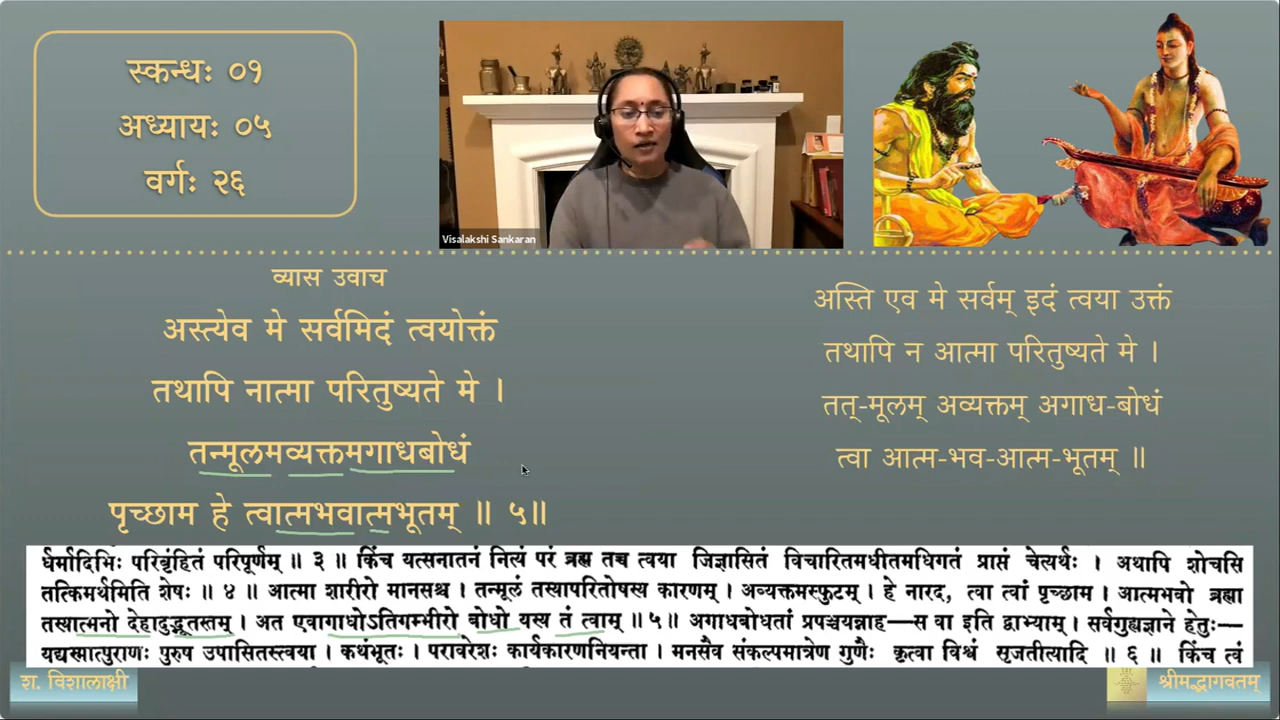 स्कन्धः ०१
अध्यायः ०५
वर्गः २६
Visalakshi Sankaran
व्यास उवाच
अस्त्येव मे सर्वमिदं त्वयोक्तं
तथापि नात्मा परितुष्यते मे ।
तन्मूलमव्यक्तमगाधबोधं
पृच्छाम हे त्वात्मभवात्मभूतम् ॥ ५॥
अस्ति एव मे सर्वम् इदं त्वया उक्तं
तथापि न आत्मा परितुष्यते मे ।
तत्-मूलम् अव्यक्तम् अगाध-बोधं
त्वा आत्म-भव-आत्म-भूतम् ॥
र्धर्मादिभिः परिबृंहितं परिपूर्णम् ॥ ३ ॥ किंच यत्सनातनं नित्यं परं ब्रह्म तच्च त्वया जिज्ञासितं विचारितमधीतमधिगतं प्राप्तं चेत्यर्थः । अथापि शोचसि
तत्किमर्थमिति शेषः ॥ ४ ॥ आत्मा शारीरो मानसश्च । तन्मूलं तस्यापरितोषस्य कारणम् । अव्यक्तमस्फुटम् । हे नारद, त्वा त्वां पृच्छाम । आत्मभवो ब्रह्मा
तस्यात्मनो देहादुद्भूतस्तम् । अत एवागाधोऽतिगम्भीरो बोधो यस्य तं त्वाम् ॥ ५॥ अगाधबोधतां प्रपञ्चयन्नाह—स वा इति द्वाभ्याम् । सर्वगुह्यज्ञाने हेतुः—
यद्यस्मात्पुराणः पुरुष उपासितस्त्वया । कथंभूतः । परावरेशः कार्यकारणनियन्ता । मनसैव संकल्पमात्रेण गुणैः कृत्वा विश्वं सृजतीत्यादि ॥ ६ ॥ किंच त्वं
श. विशालाक्षी
श्रीमद्भागवतम्